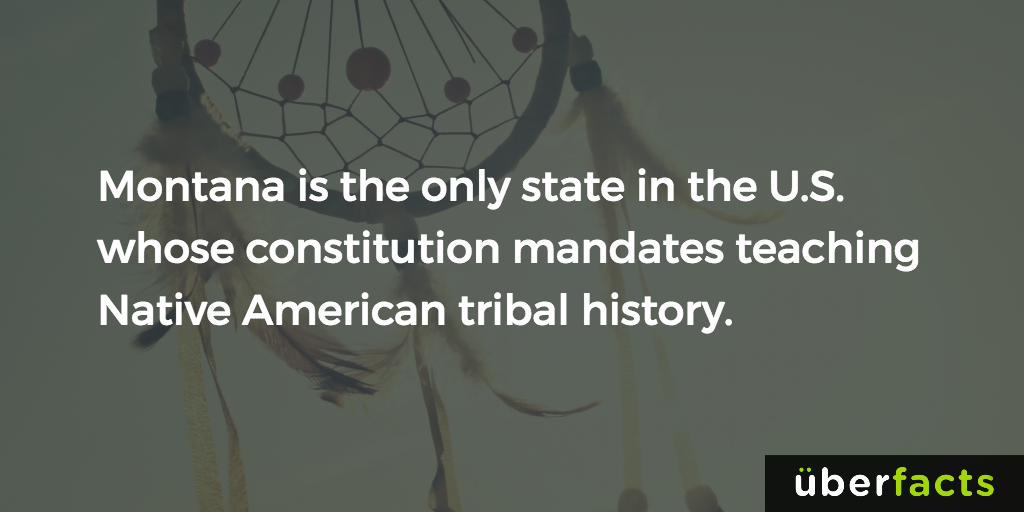 Montana is the only state in the U.S.
whose constitution mandates teaching
Native American tribal history.
überfacts